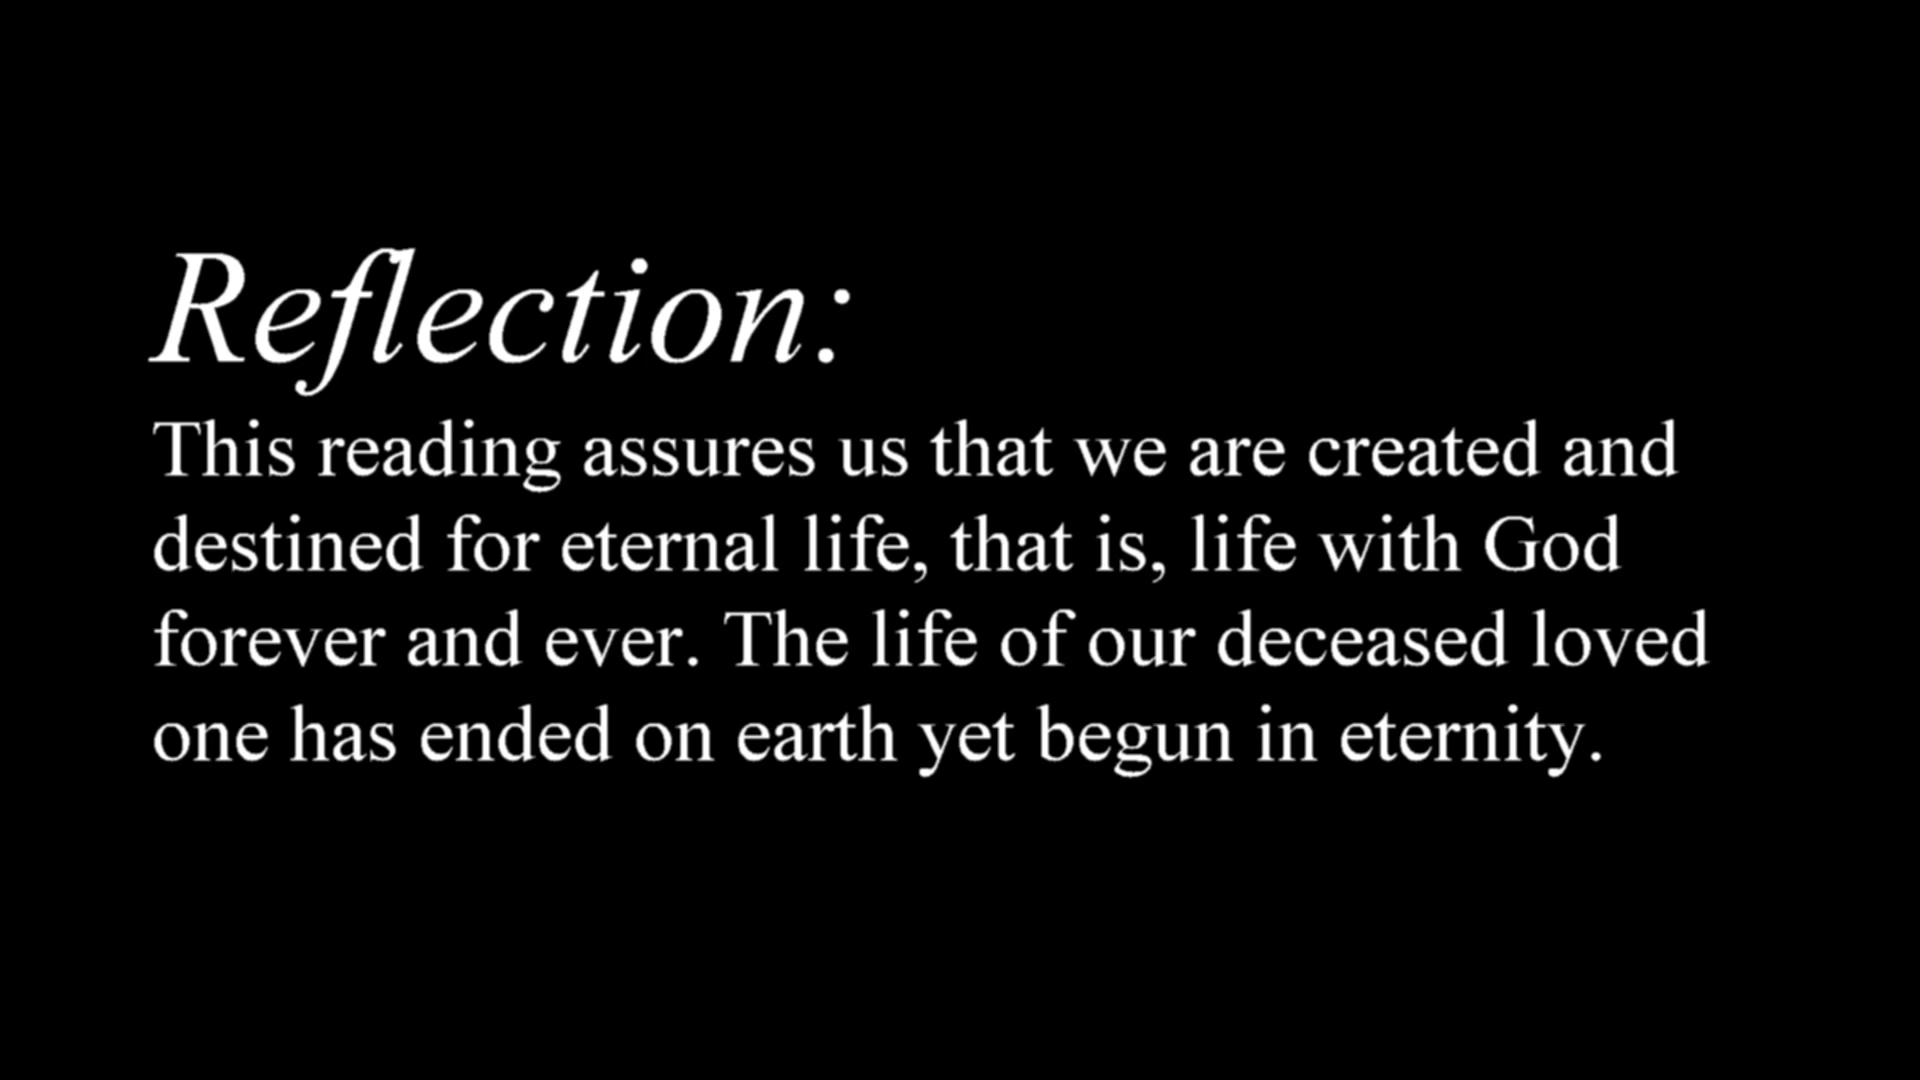 Reflection:
This reading assures us that we are created and
destined for eternal life, that is, life with God
forever and ever. The life of our deceased loved
one has ended on earth yet begun in eternity.